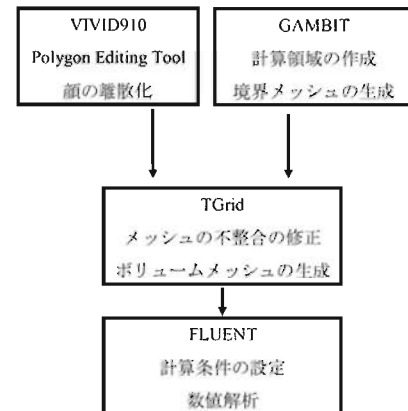 VIVID910
Polygon Editing Tool
顔の離散化
GAMBIT
計算領域の作成
境界メッシュの生成
TGrid
メッシュの不整合の修正
ボリュームメッシュの生成
FLUENT
計算条件の設定
数値解析